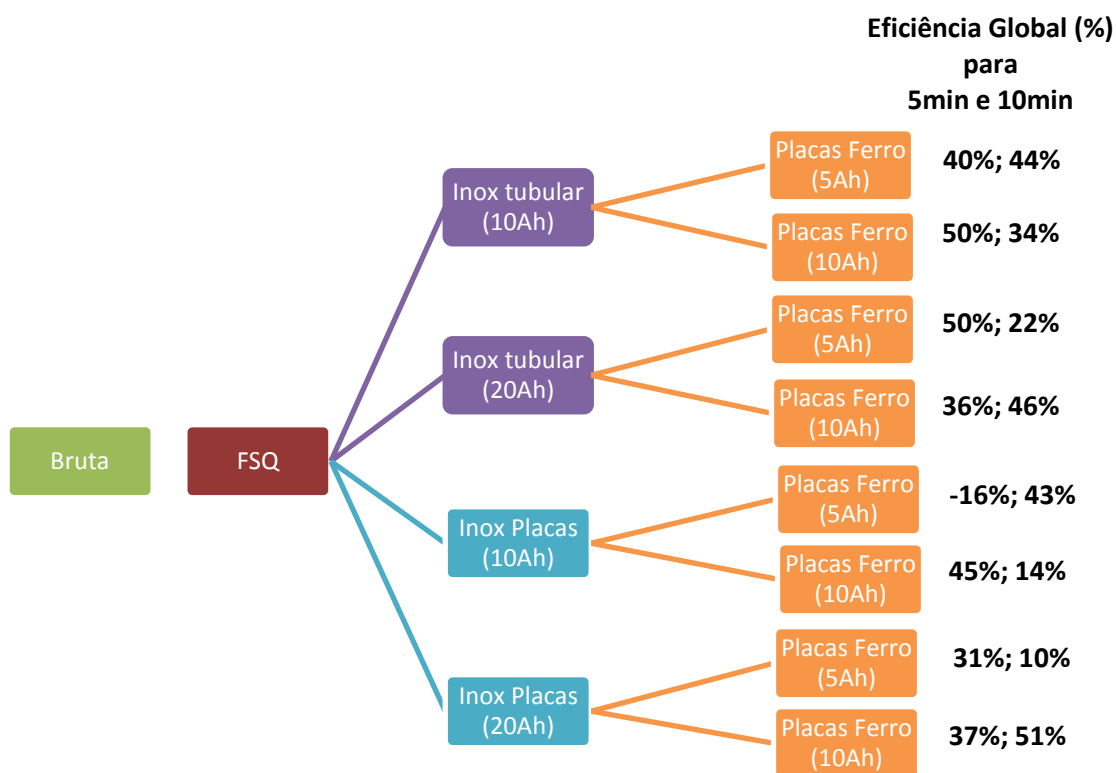 Eficiência Global (%)
para
5min e 10min
Placas Ferro
(5Ah)
40%; 44%
Inox tubular
(10Ah)
Placas Ferro
(10Ah)
50%; 34%
Placas Ferro
(5Ah)
50%; 22%
Inox tubular
(20Ah)
Placas Ferro
(10Ah)
36%; 46%
Bruta
FSQ
Placas Ferro
(5Ah)
-16%; 43%
Inox Placas
(10Ah)
Placas Ferro
(10Ah)
45%; 14%
Placas Ferro
(5Ah)
31%; 10%
Inox Placas
(20Ah)
Placas Ferro
(10Ah)
37%; 51%